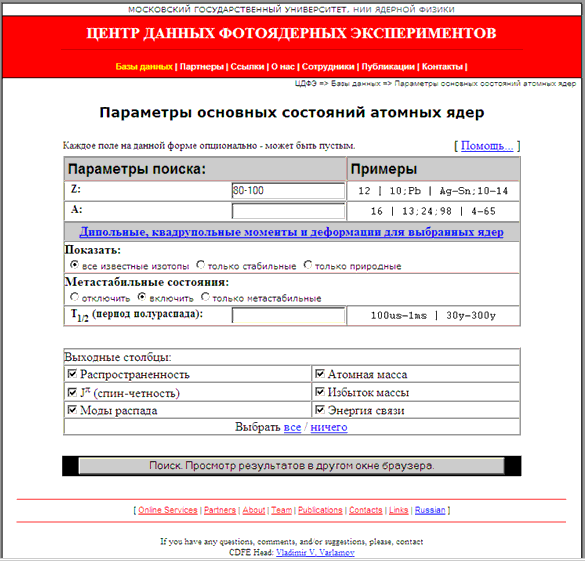 МОСКОВСКИЙ ГОСУДАРСТВЕННЫЙ УНИВЕРСИТЕТ. НИИ ЯДЕРНОЙ ФИЗИКИ
ЦЕНТР ДАННЫХ ФОТОЯДЕРНЫХ ЭКСПЕРИМЕНТОВ
Базы данных | Партнеры | Ссылки | О нас | Сотрудники | Публикации | Контакты |
ЦДФЭ => Базы данных => Параметры основных состояний атомных ядер
Параметры основных состояний атомных ядер
Каждое поле на данной форме опционально - может быть пустым. [ Помощь... ]
Параметры поиска: Примеры
Z: 80-100 12 | 10;Pb | Ag-Sn;10-14
A: 16 | 13;24;98 | 4-65
Дипольные, квадрупольные моменты и деформации для выбранных ядер
Показать:
все известные изотопы только стабильные только природные
Метастабильные состояния:
отключить включить только метастабильные
T1/2 (период полураспада): 100us-1ms | 30y-300y
Выходные столбцы:
Распространенность Атомная масса
Jπ (спин-четность) Избыток массы
Моды распада Энергия связи
Выбрать все / ничего
Поиск. Просмотр результатов в другом окне браузера.
[ Online Services | Partners | About | Team | Publications | Contacts | Links | Russian ]
If you have any questions, comments, and/or suggestions, please, contact
CDFE Head: Vladimir V. Varlamov